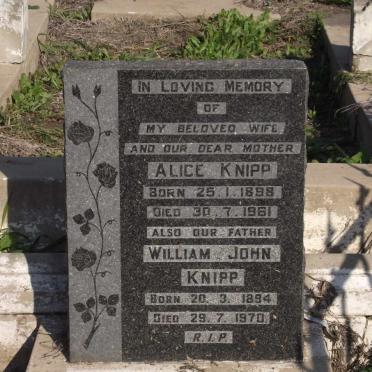 In Loving Memory
of
my beloved wife
and our dear mother
Alice Knipp
Born 25.1.1898
Died 30.7.1961
also our father
William John
Knipp
Born 20.3.1894
Died 29.7.1970.
R.I.P